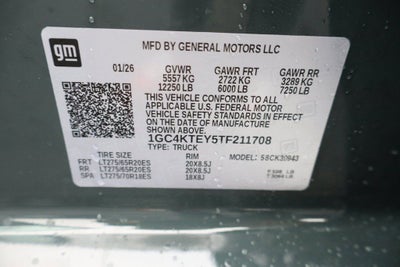 gm
MFD BY GENERAL MOTORS LLC
01/26 GVWR GAWR FRT GAWR RR
5557 KG 2722 KG 3289 KG
12250 LB 6000 LB 7250 LB
THIS VEHICLE CONFORMS TO ALL APPLICABLE
U.S. FEDERAL MOTOR
VEHICLE SAFETY STANDARDS IN EFFECT ON THE
DATE OF MANUFACTURE SHOWN ABOVE.
1GC4KTEY5TF211708
TYPE: TRUCK
TIRE SIZE RIM
FRT LT275/65R20ES 20X8.5J
RR LT275/65R20ES 20X8.5J
SPA LT275/70R18ES 18X8J